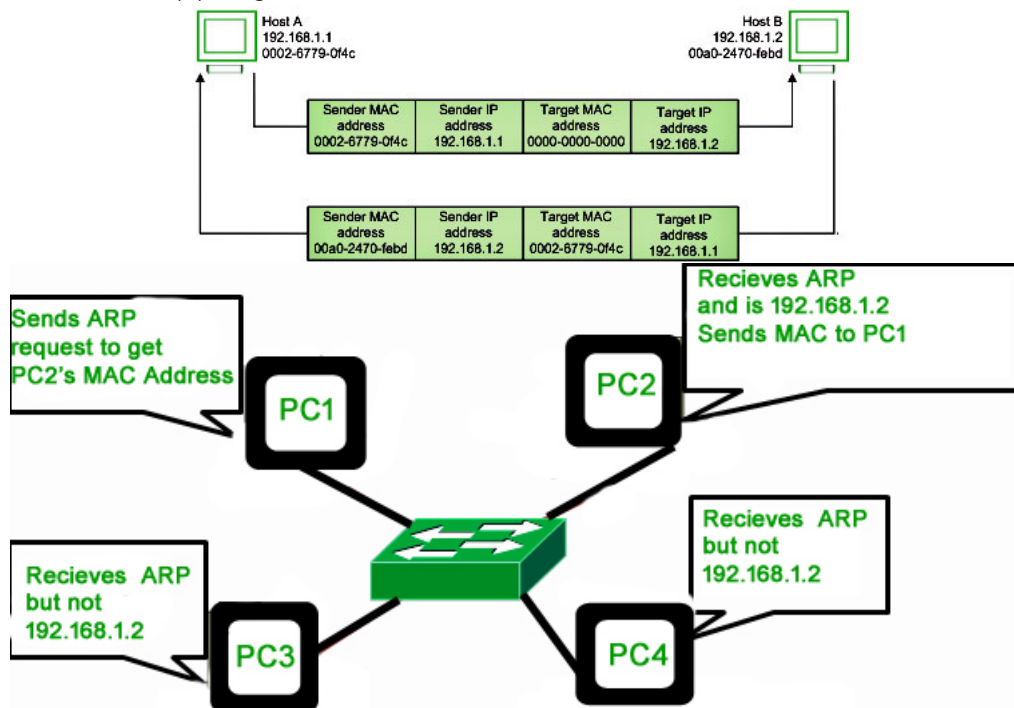 Host A
192.168.1.1
0002-6779-0f4c
Host B
192.168.1.2
00a0-2470-febd
Sender MAC
address
0002-6779-0f4c
Sender IP
address
192.168.1.1
Target MAC
address
0000-0000-0000
Target IP
address
192.168.1.2
Sender MAC
address
00a0-2470-febd
Sender IP
address
192.168.1.2
Target MAC
address
0002-6779-0f4c
Target IP
address
192.168.1.1
Sends ARP
request to get
PC2's MAC Address
Recieves ARP
and is 192.168.1.2
Sends MAC to PC1
PC1
PC2
Recieves ARP
but not
192.168.1.2
Recieves ARP
but not
192.168.1.2
PC3
PC4